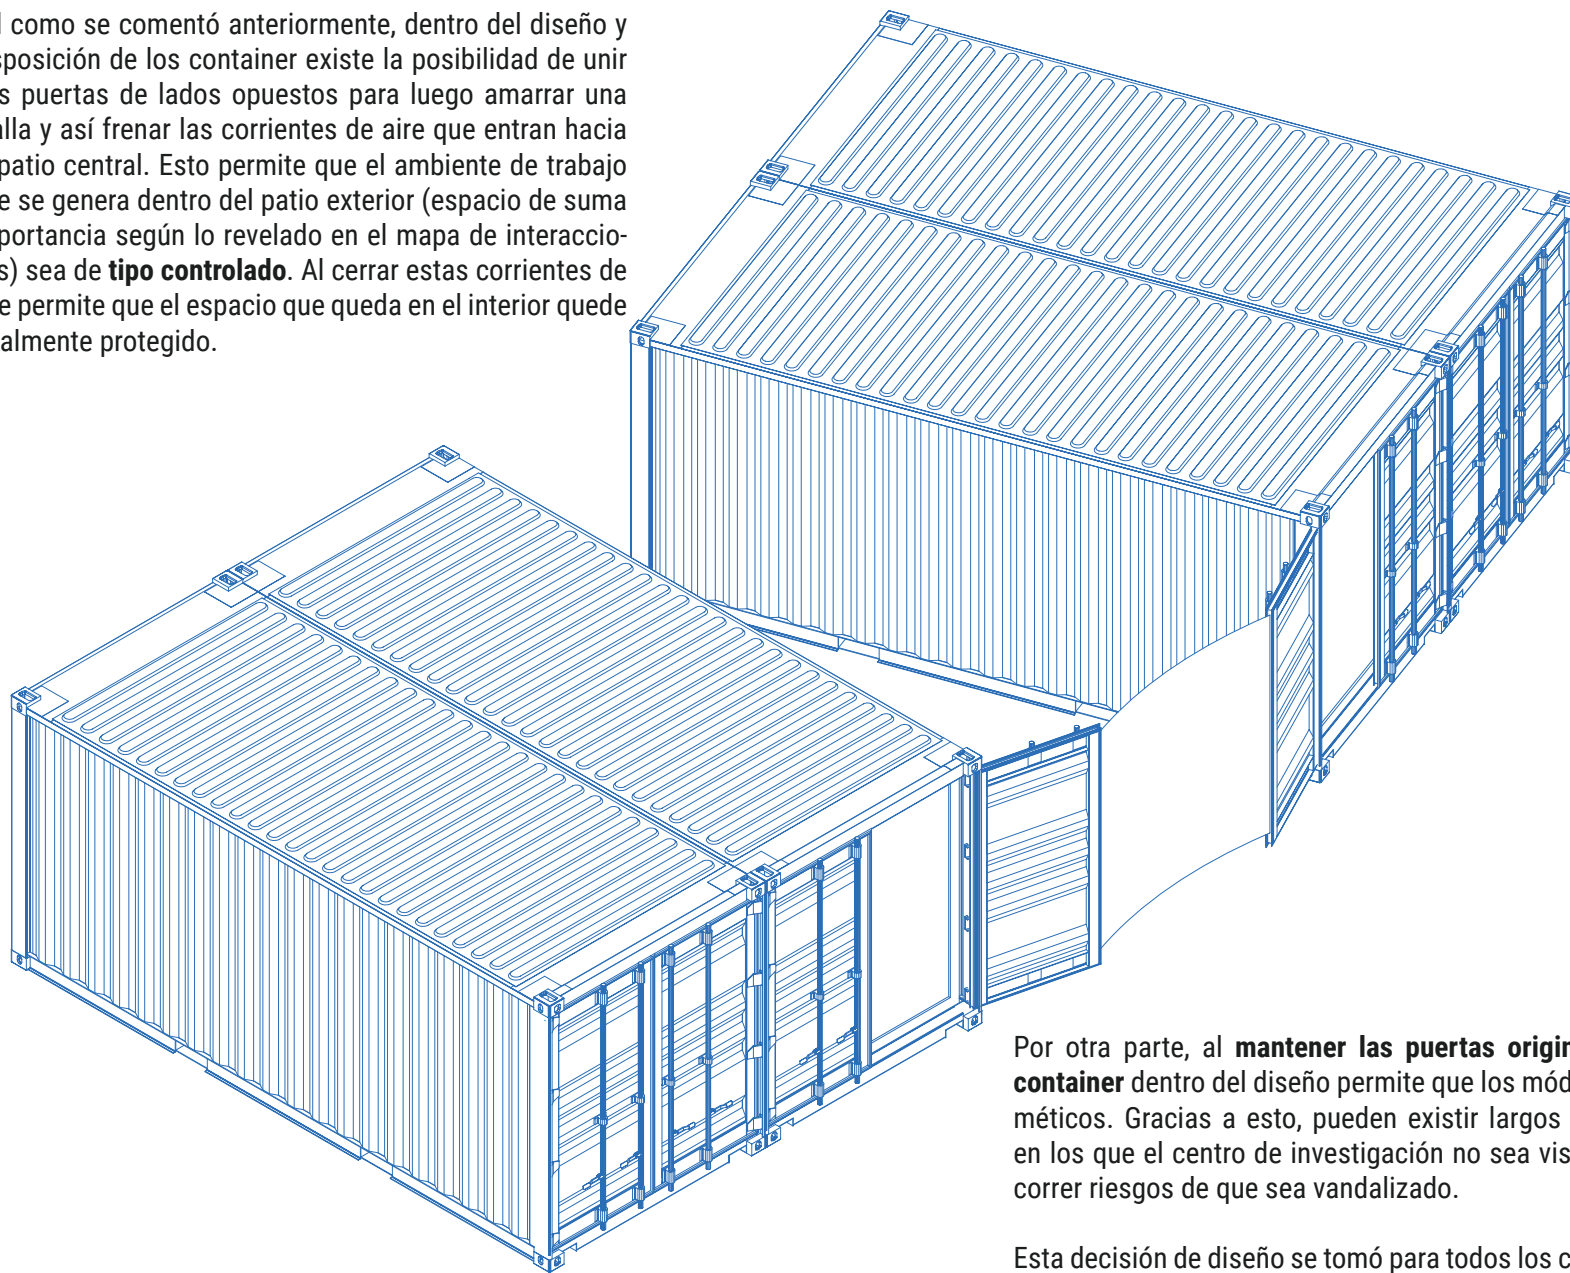 l como se comentó anteriormente, dentro del diseño y
sposición de los container existe la posibilidad de unir
s puertas de lados opuestos para luego amarrar una
alla y así frenar las corrientes de aire que entran hacia
patio central. Esto permite que el ambiente de trabajo
e se genera dentro del patio exterior (espacio de suma
portancia según lo revelado en el mapa de interaccio-
s) sea de tipo controlado. Al cerrar estas corrientes de
e permite que el espacio que queda en el interior quede
almente protegido.
Por otra parte, al mantener las puertas origin
container dentro del diseño permite que los mód
méticos. Gracias a esto, pueden existir largos
en los que el centro de investigación no sea vis
correr riesgos de que sea vandalizado.
Esta decisión de diseño se tomó para todos los c